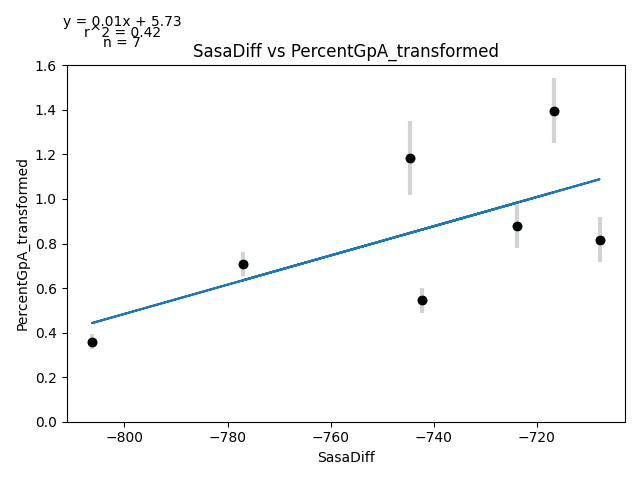 y = 0.01x + 5.73
r^2 = 0.42
n = 7
SasaDiff vs PercentGpA_transformed
1.6
1.4
1.2
1.0
0.8
0.6
0.4
0.2
0.0
PercentGpA_transformed
−800
−780
−760
−740
−720
SasaDiff